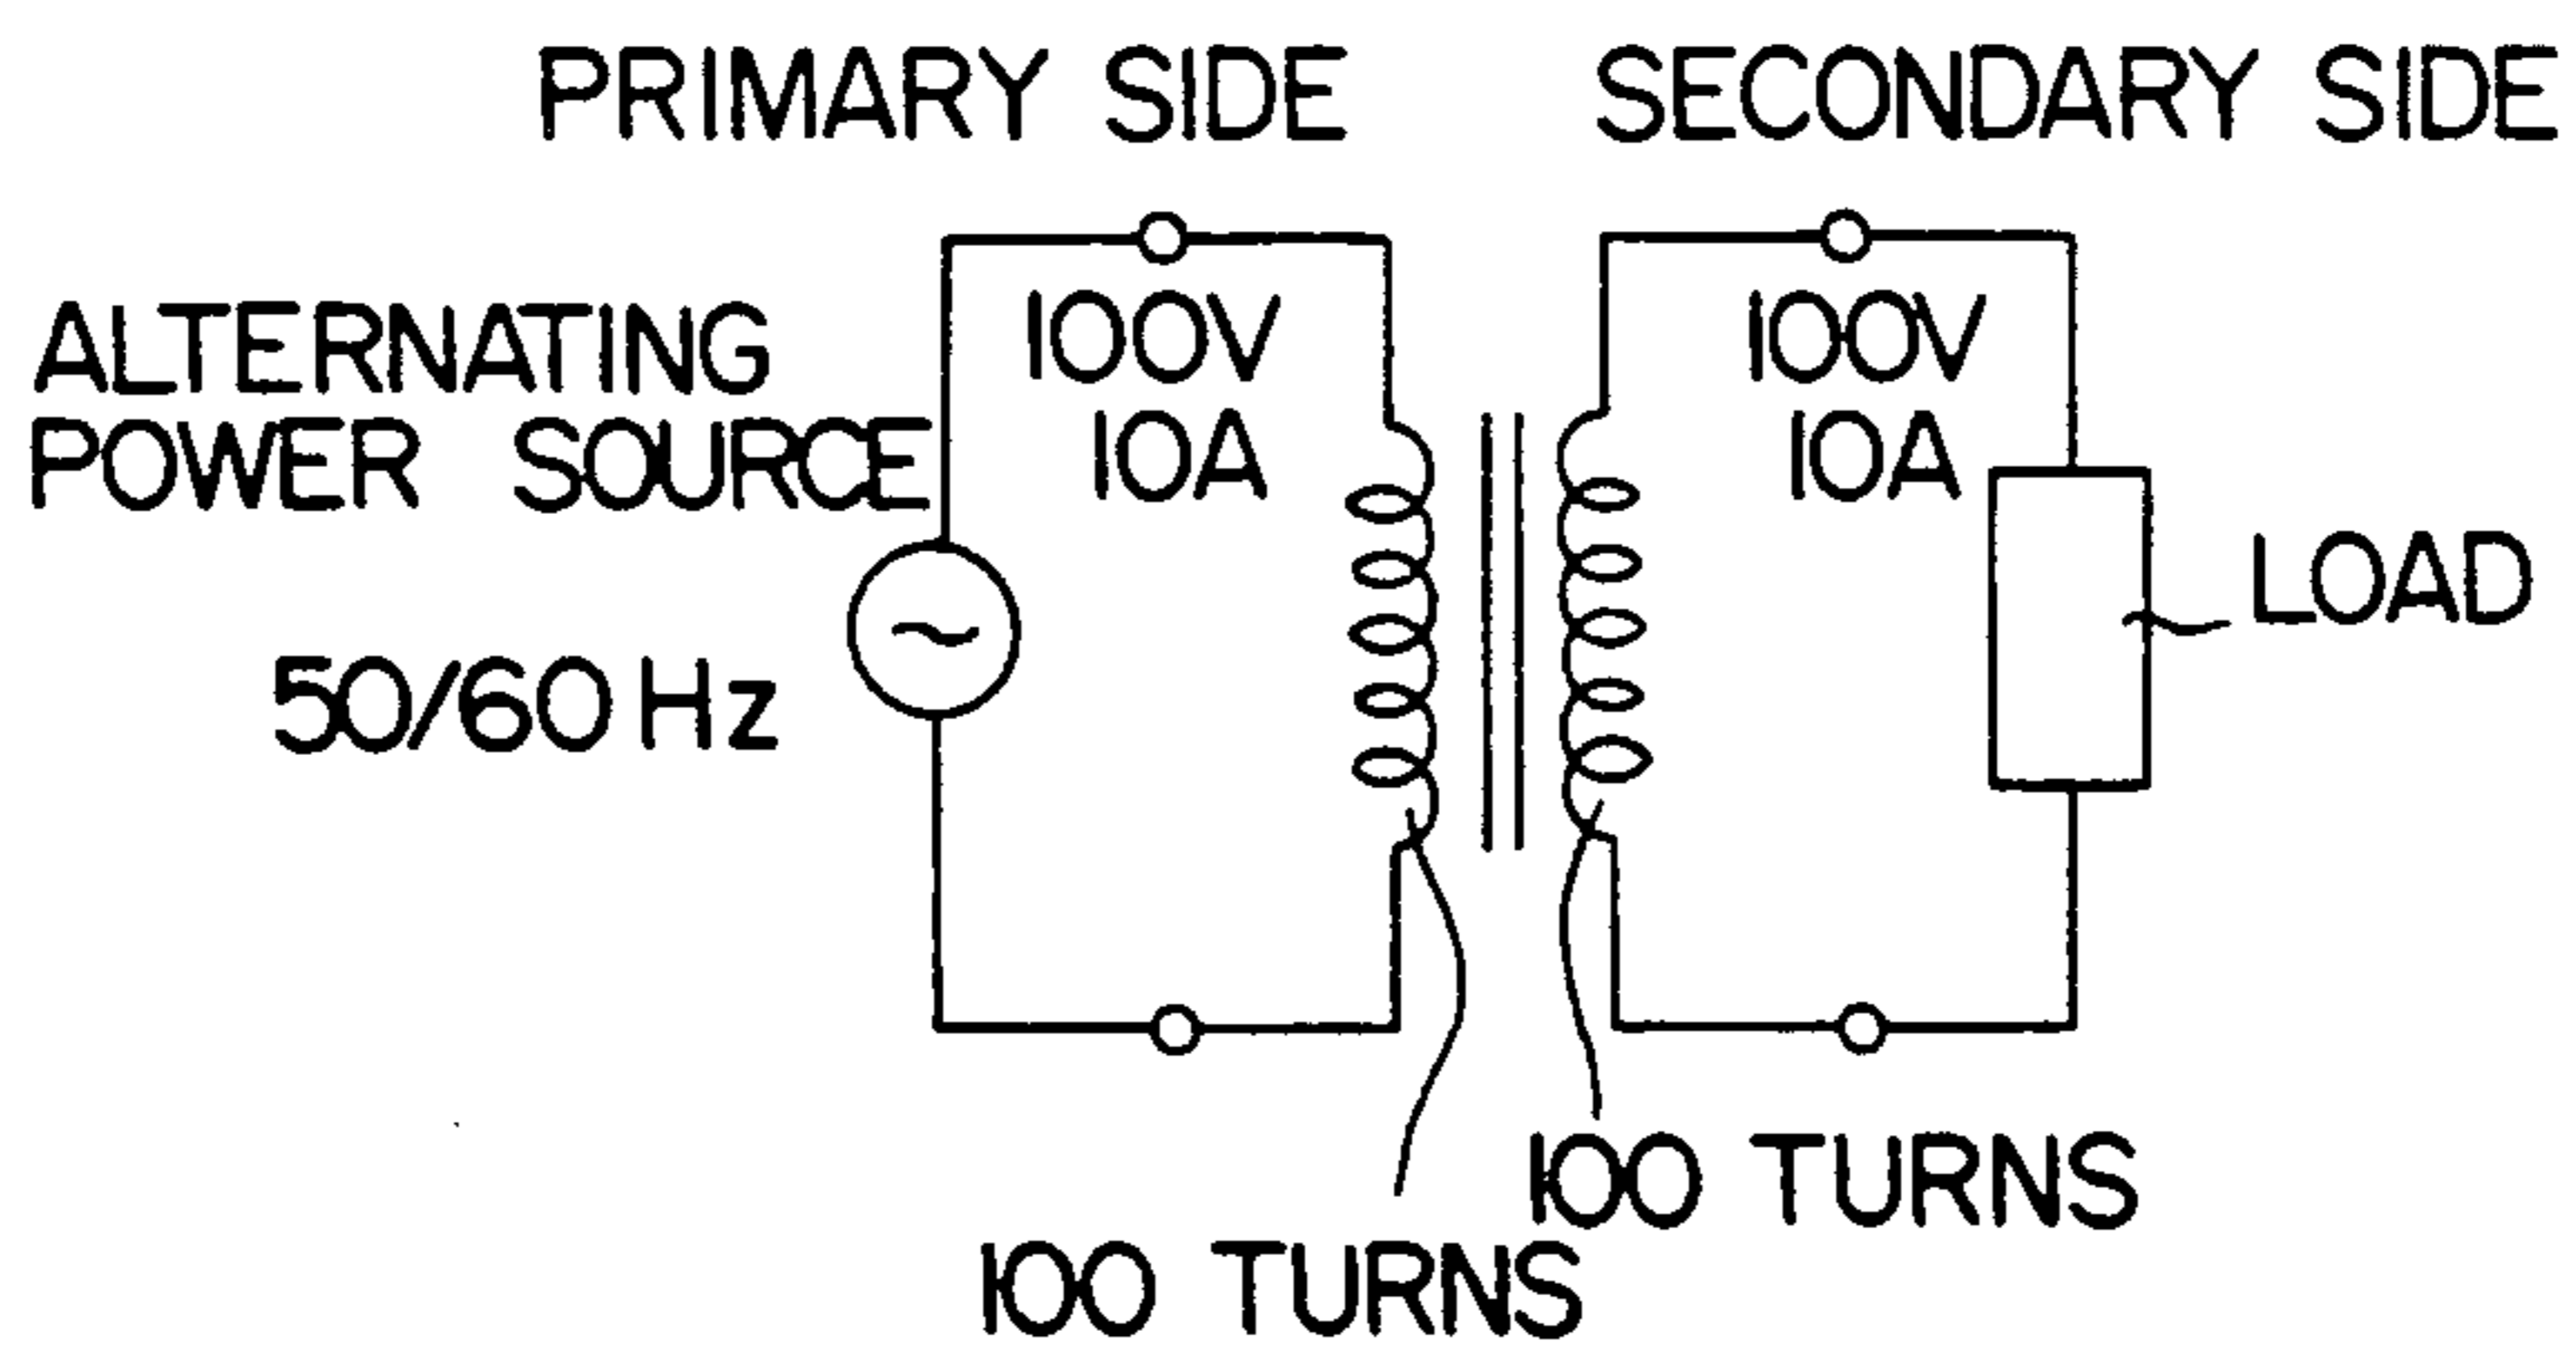 PRIMARY SIDE
SECONDARY SIDE
ALTERNATING
POWER SOURCE
50/60 Hz
100V
10A
100V
10A
LOAD
100 TURNS
100 TURNS